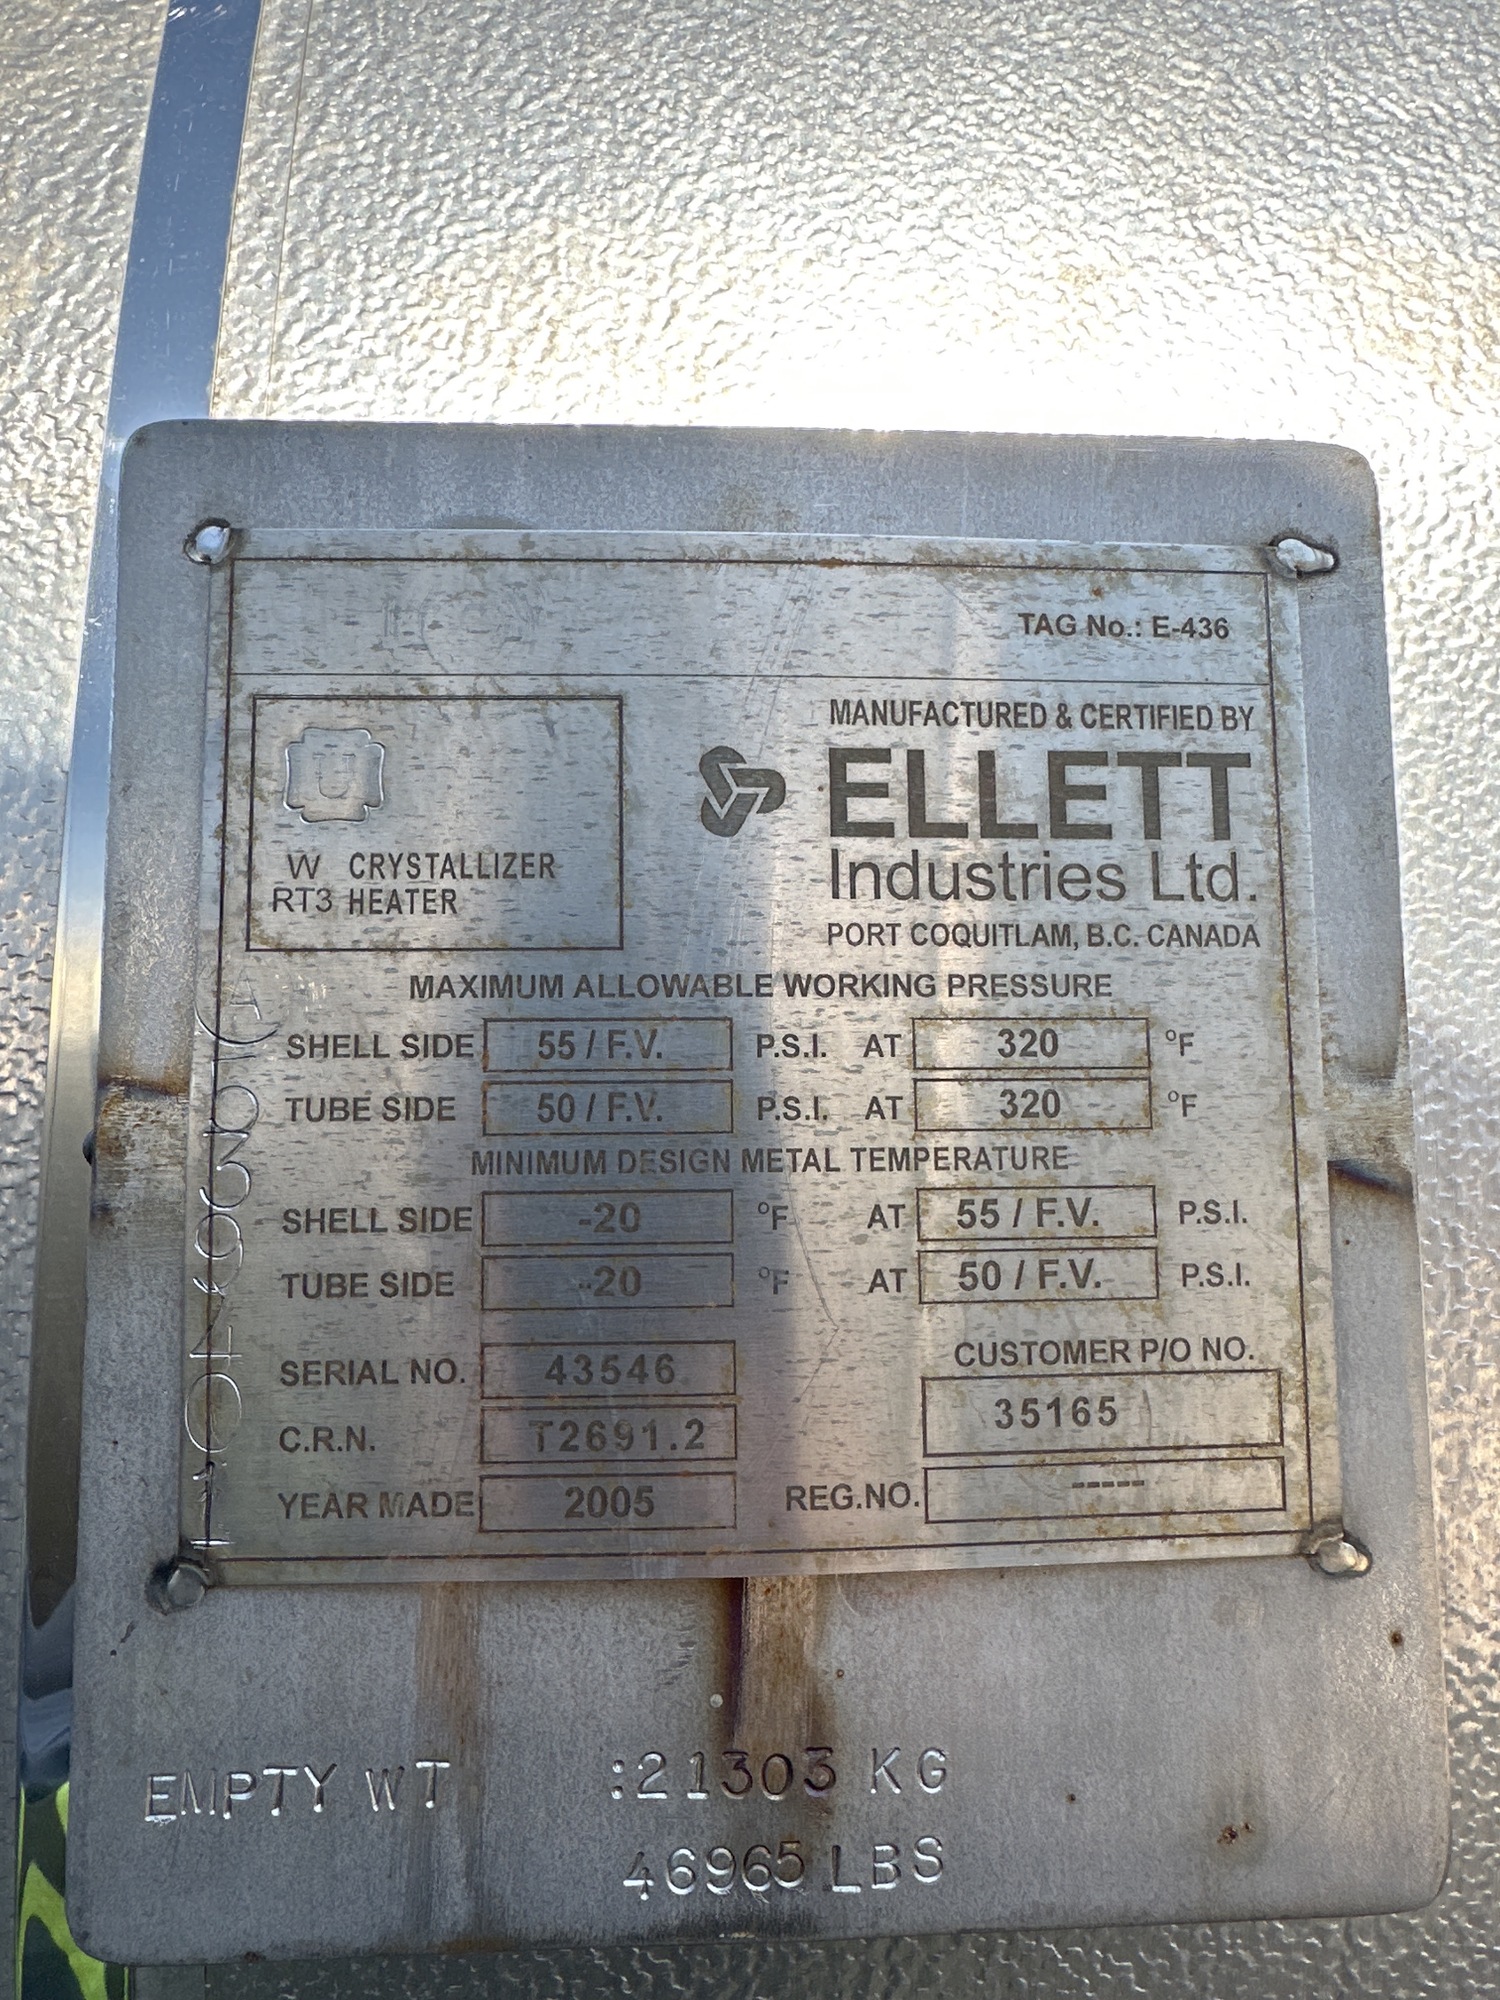 TAG No.: E-436
U
W CRYSTALLIZER
RT3 HEATER
MANUFACTURED & CERTIFIED BY
ELLETT
Industries Ltd.
PORT COQUITLAM, B.C. CANADA
MAXIMUM ALLOWABLE WORKING PRESSURE
SHELL SIDE 55 / F.V. P.S.I. AT 320 °F
TUBE SIDE 50 / F.V. P.S.I. AT 320 °F
MINIMUM DESIGN METAL TEMPERATURE
SHELL SIDE -20 °F AT 55 / F.V. P.S.I.
TUBE SIDE -20 °F AT 50 / F.V. P.S.I.
SERIAL NO. 43546
C.R.N. T2691.2
YEAR MADE 2005
CUSTOMER P/O NO.
35165
REG.NO. -----
EMPTY WT :21303 KG
46965 LBS